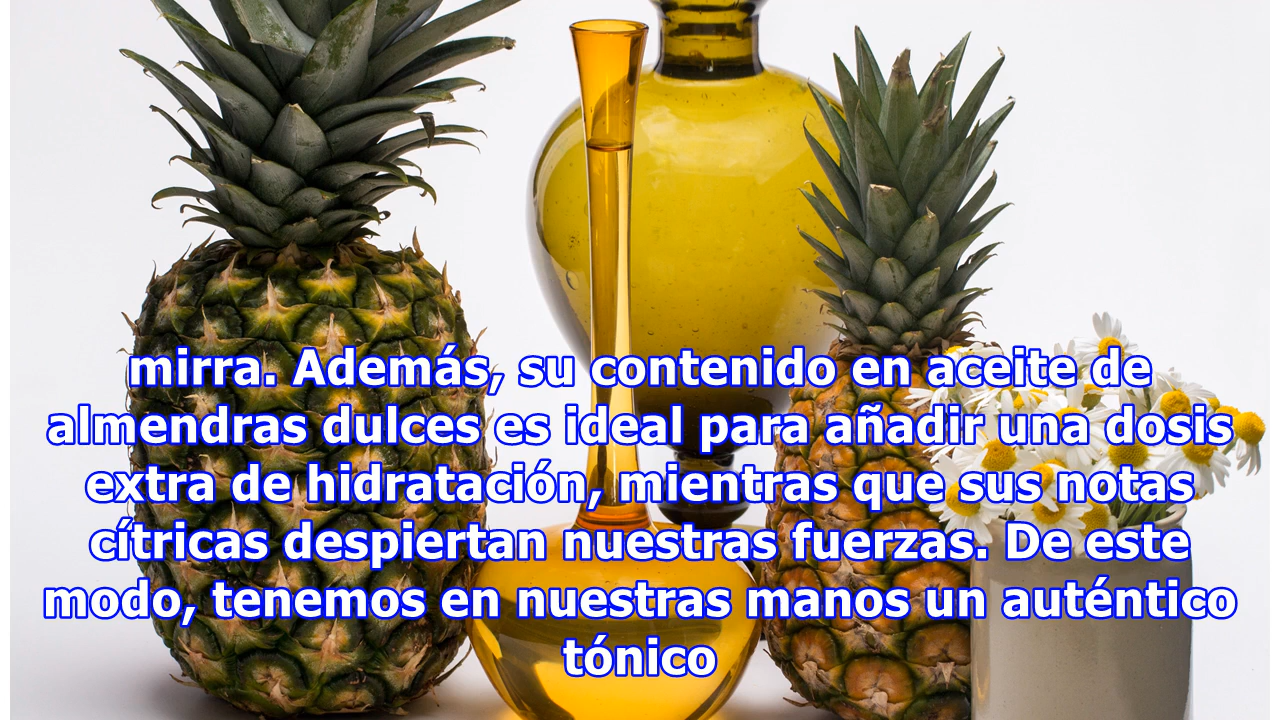 mirra. Además, su contenido en aceite de
almendras dulces es ideal para añadir una dosis
extra de hidratación, mientras que sus notas
cítricas despiertan nuestras fuerzas. De este
modo, tenemos en nuestras manos un auténtico
tónico